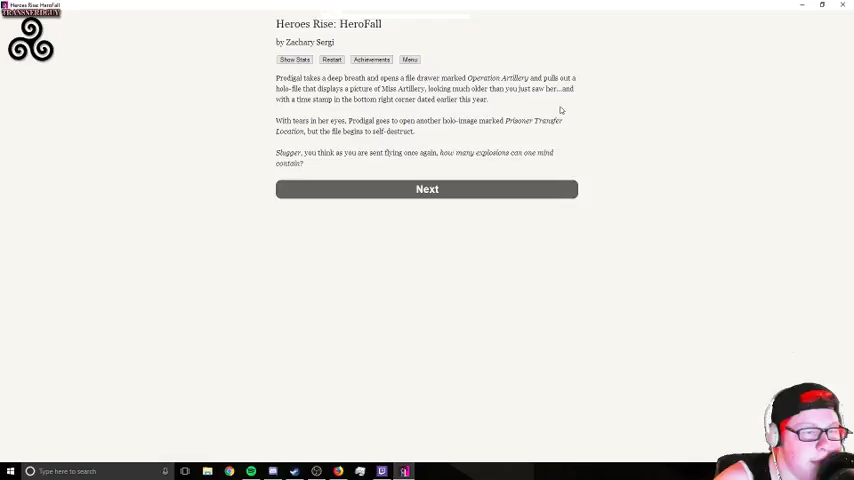 Heroes Rise: HeroFall
TRANSNERDGUY
Heroes Rise: HeroFall
by Zachary Sergi
Show Stats Restart Achievements Menu
Prodigal takes a deep breath and opens a file drawer marked Operation Artillery and pulls out a
holo-file that displays a picture of Miss Artillery, looking much older than you just saw her…and
with a time stamp in the bottom right corner dated earlier this year.
With tears in her eyes, Prodigal goes to open another holo-image marked Prisoner Transfer
Location, but the file begins to self-destruct.
Slugger, you think as you are sent flying once again, how many explosions can one mind
contain?
Next
Type here to search